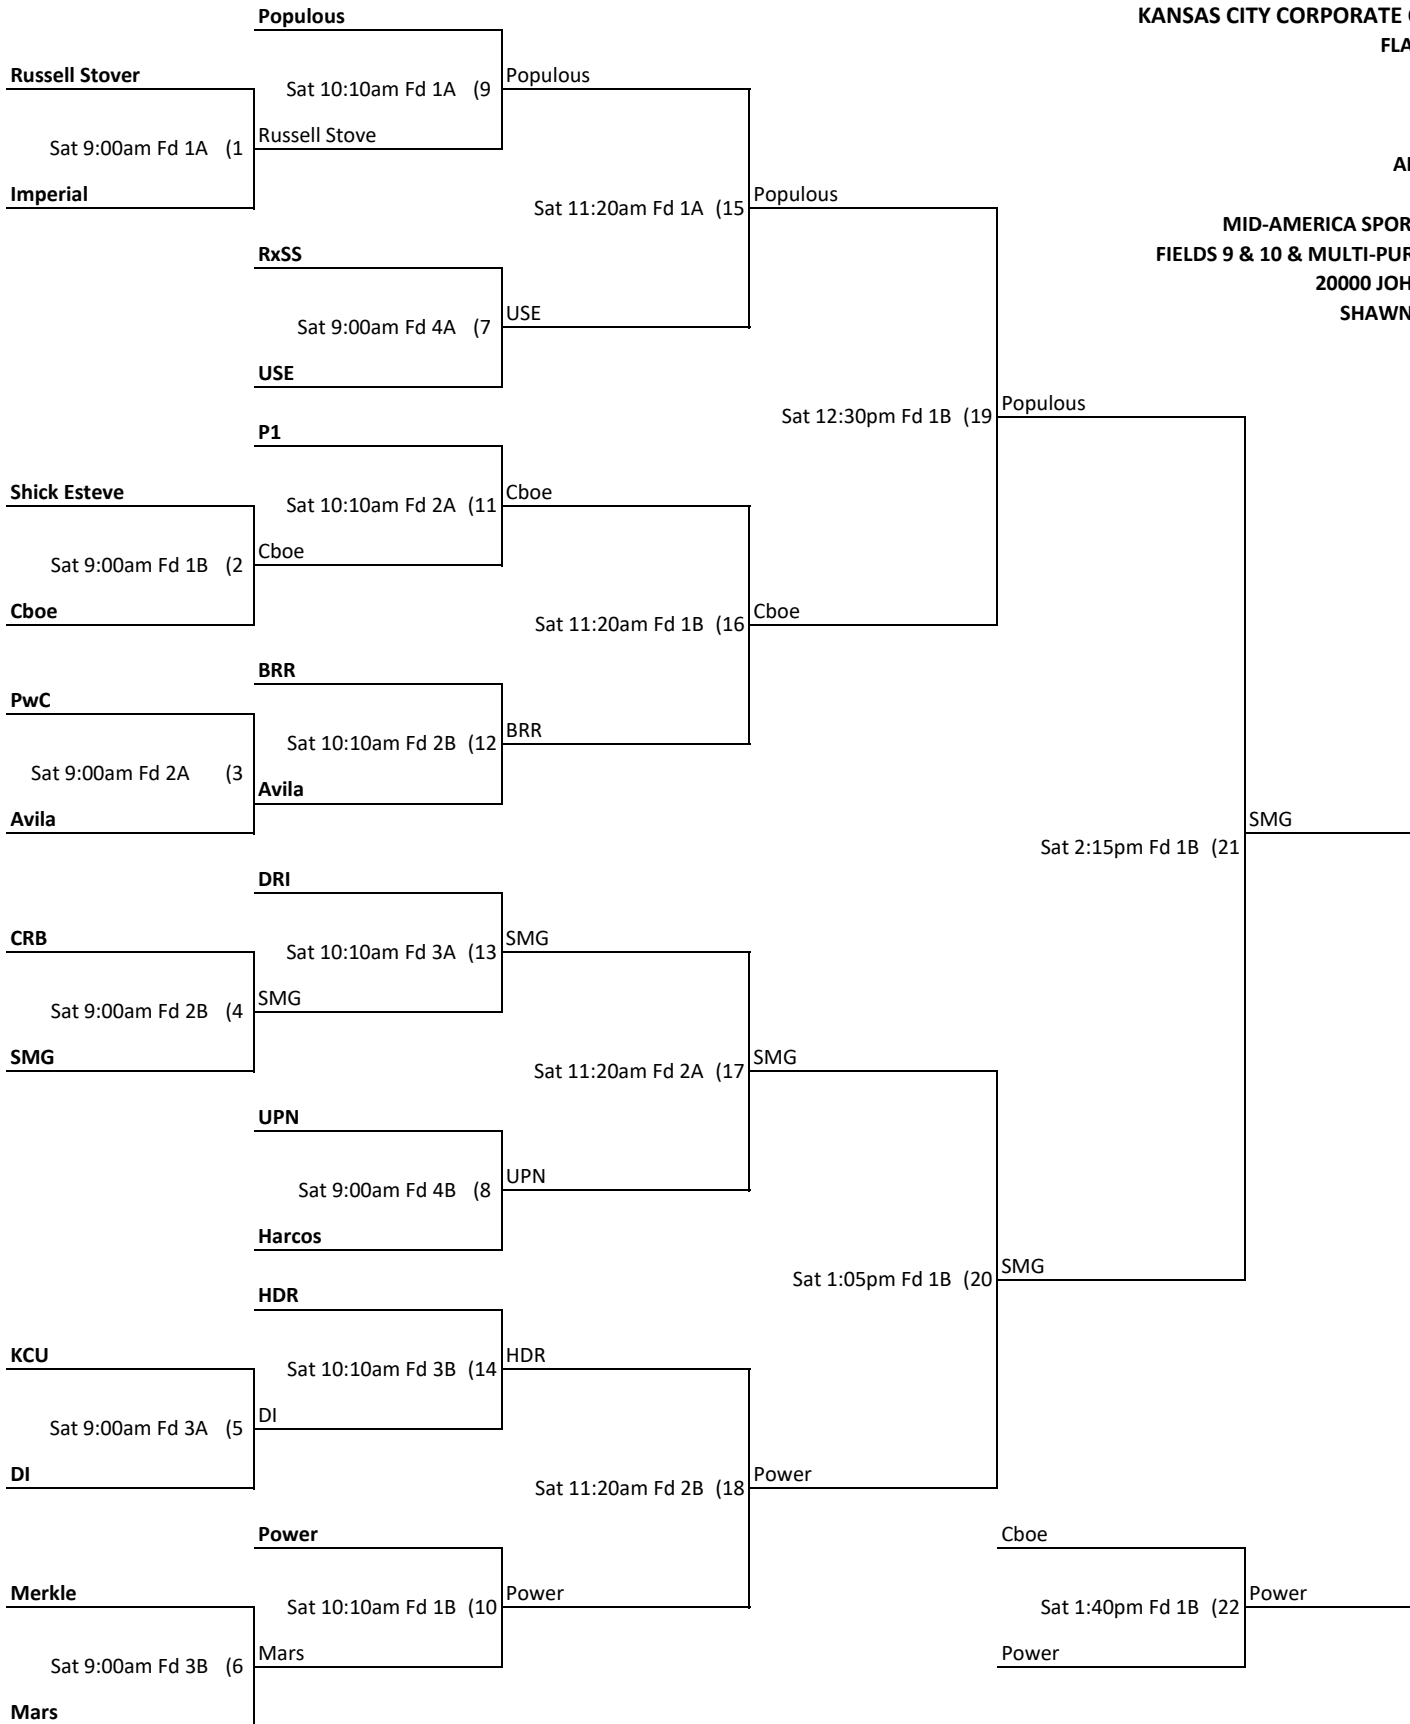 Populous
KANSAS CITY CORPORATE
FLA
Russell Stover
Sat 10:10am Fd 1A (9
Populous
Sat 9:00am Fd 1A (1
Russell Stove
Imperial
Sat 11:20am Fd 1A (15
Populous
MID-AMERICA SPOR
RxSS
FIELDS 9 & 10 & MULTI-PUR
20000 JOH
Sat 9:00am Fd 4A (7
USE
SHAWN
USE
Sat 12:30pm Fd 1B (19
Populous
P1
Shick Esteve
Sat 10:10am Fd 2A (11
Cboe
Sat 9:00am Fd 1B (2
Cboe
Cboe
Sat 11:20am Fd 1B (16
Cboe
BRR
PwC
Sat 10:10am Fd 2B (12
BRR
Sat 9:00am Fd 2A (3
Avila
Avila
SMG
Sat 2:15pm Fd 1B (21
DRI
CRB
Sat 10:10am Fd 3A (13
SMG
Sat 9:00am Fd 2B (4
SMG
SMG
Sat 11:20am Fd 2A (17
SMG
UPN
Sat 9:00am Fd 4B (8
UPN
Harcos
Sat 1:05pm Fd 1B (20
SMG
HDR
KCU
Sat 10:10am Fd 3B (14
HDR
Sat 9:00am Fd 3A (5
DI
DI
Sat 11:20am Fd 2B (18
Power
Power
Cboe
Merkle
Sat 10:10am Fd 1B (10
Power
Sat 1:40pm Fd 1B (22
Power
Sat 9:00am Fd 3B (6
Mars
Power
Mars